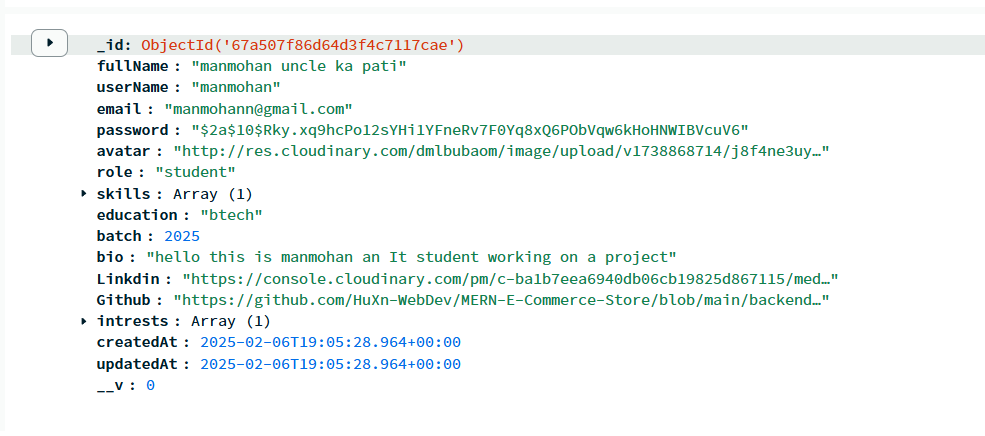 _id: ObjectId('67a507f86d64d3f4c7117cae')
fullName : "manmohan uncle ka pati"
userName : "manmohan"
email : "manmohann@gmail.com"
password : "$2a$10$Rky.xq9hcPo12sYHi1YFneRv7F0Yq8xQ6PObVqw6kHoHNWIBVcuV6"
avatar : "http://res.cloudinary.com/dmlbubaom/image/upload/v1738868714/j8f4ne3uy…"
role : "student"
skills : Array (1)
education : "btech"
batch : 2025
bio : "hello this is manmohan an It student working on a project"
Linkdin : "https://console.cloudinary.com/pm/c-ba1b7eea6940db06cb19825d867115/med…"
Github : "https://github.com/HuXn-WebDev/MERN-E-Commerce-Store/blob/main/backend…"
intrests : Array (1)
createdAt : 2025-02-06T19:05:28.964+00:00
updatedAt : 2025-02-06T19:05:28.964+00:00
__v : 0